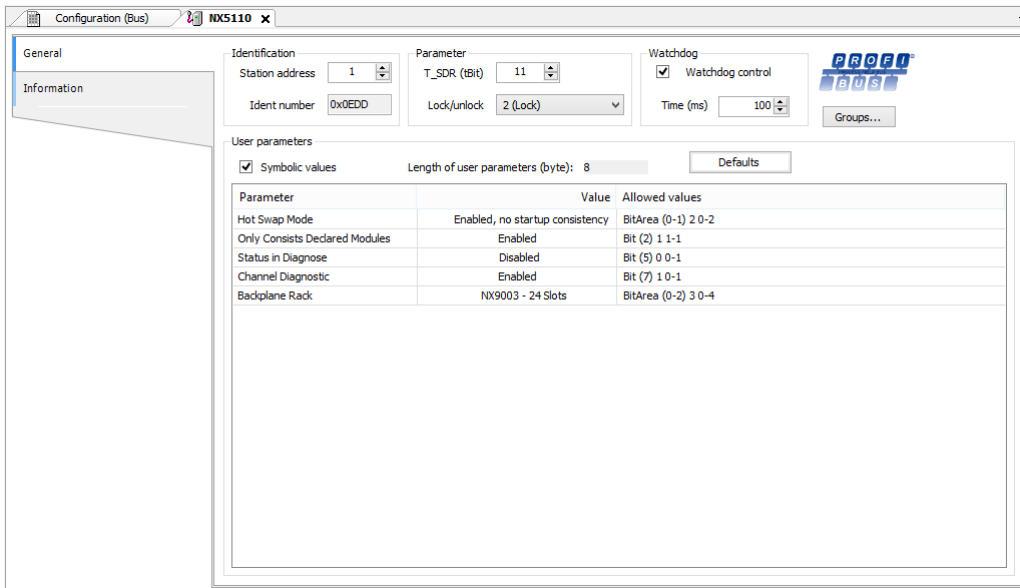 Configuration (Bus) NX5110 x
General
Information
Identification
Station address 1
Ident number 0x0EDD
Parameter
T_SDR (tBit) 11
Lock/unlock 2 (Lock)
Watchdog
Watchdog control
Time (ms) 100
PROFI
BUS
Groups...
User parameters
Symbolic values Length of user parameters (byte): 8 Defaults
Parameter Value Allowed values
Hot Swap Mode Enabled, no startup consistency BitArea (0-1) 2 0-2
Only Consists Declared Modules Enabled Bit (2) 1 1-1
Status in Diagnose Disabled Bit (5) 0 0-1
Channel Diagnostic Enabled Bit (7) 1 0-1
Backplane Rack NX9003 - 24 Slots BitArea (0-2) 3 0-4